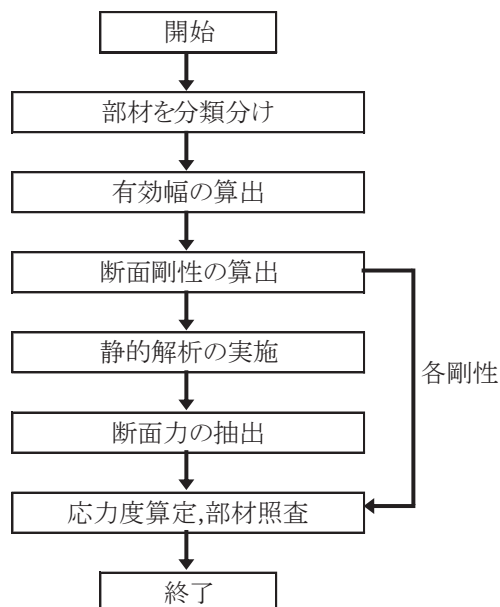 開始
部材を分類分け
有効幅の算出
断面剛性の算出
静的解析の実施
各剛性
断面力の抽出
応力度算定,部材照査
終了